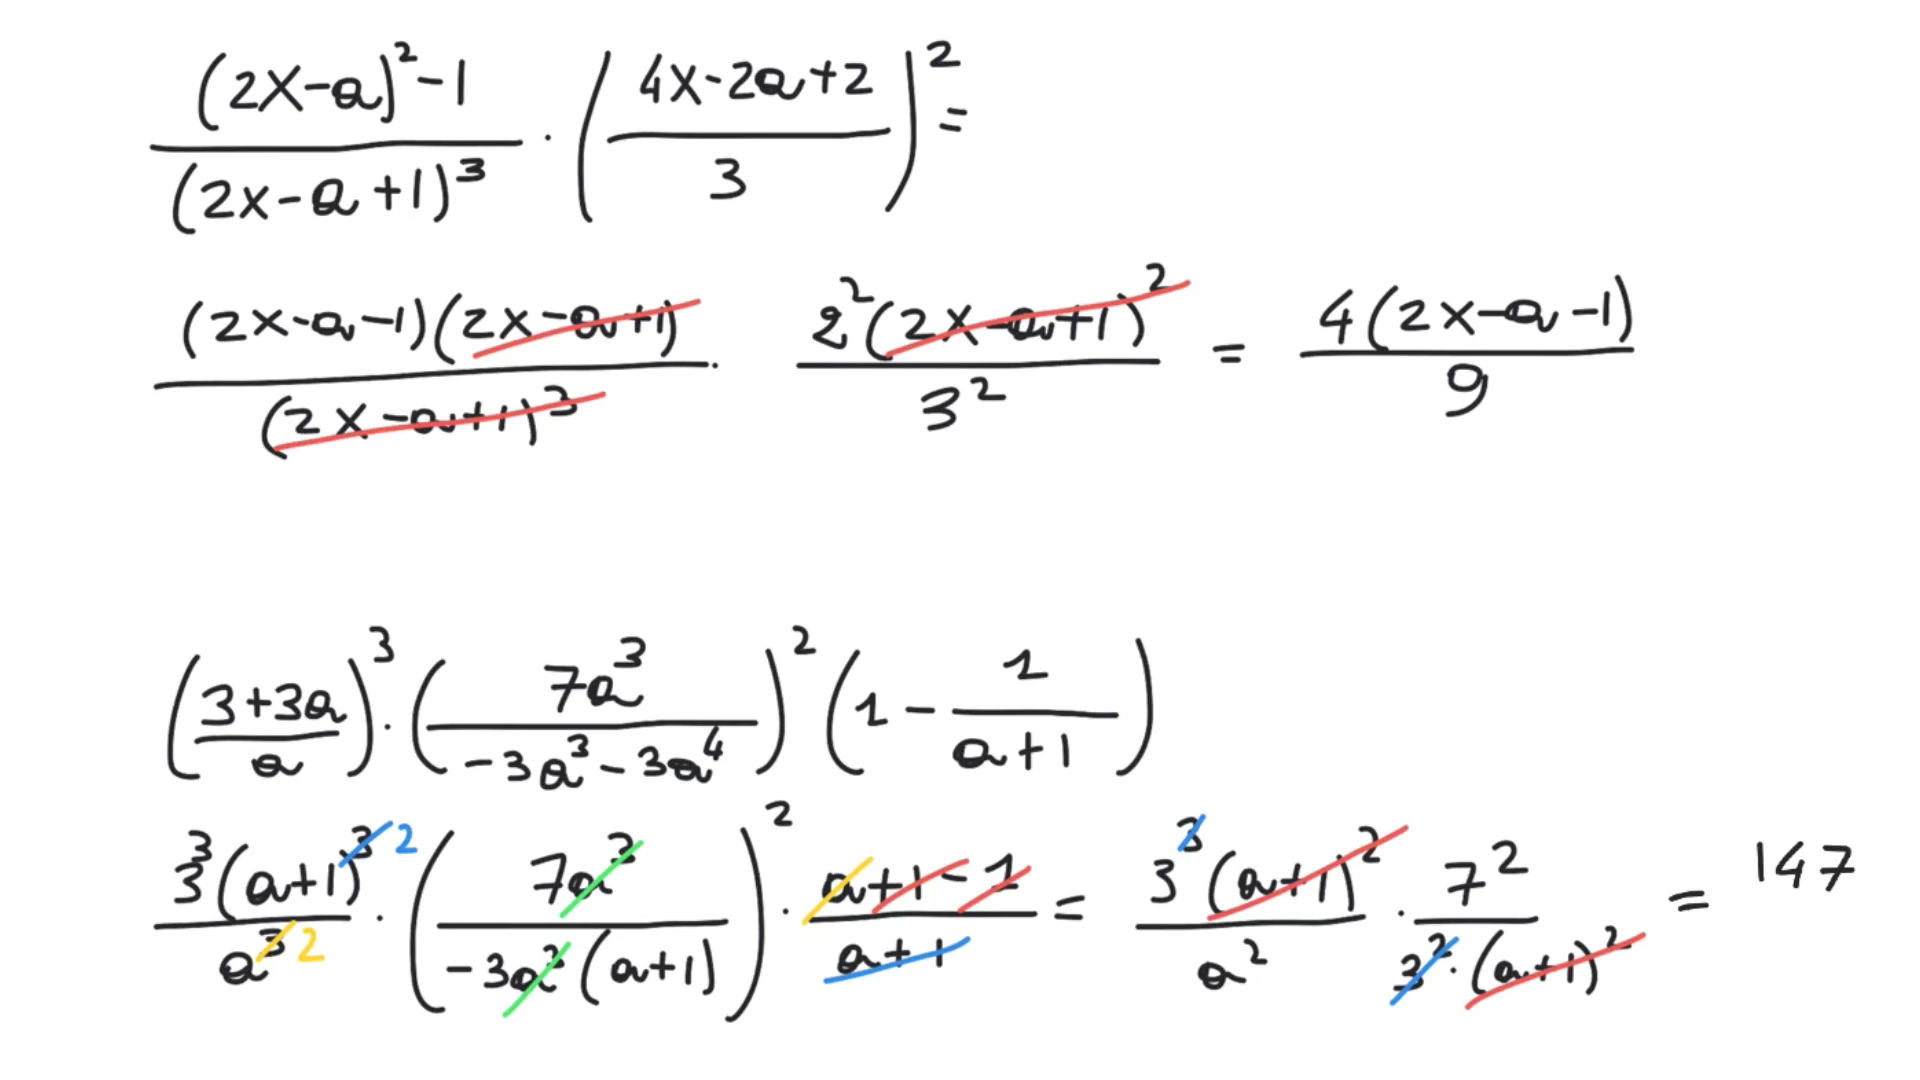 ((2x-a)²-1)/((2x-a+1)³) · ((4x-2a+2)/3)² =
((2x-a-1)(2x-a+1))/((2x-a+1)³) · (2²(2x-a+1)²)/3² = (4(2x-a-1))/9
((3+3a)/a)³ · (7a³/(-3a³-3a⁴))² (1 - 1/(a+1))
(3³(a+1)³ 2)/(a³ 2) · (7a³/(-3a³(a+1)))² · (a+1-1)/(a+1) = (3³(a+1)²)/a² · 7²/(3²·(a+1)²) = 147